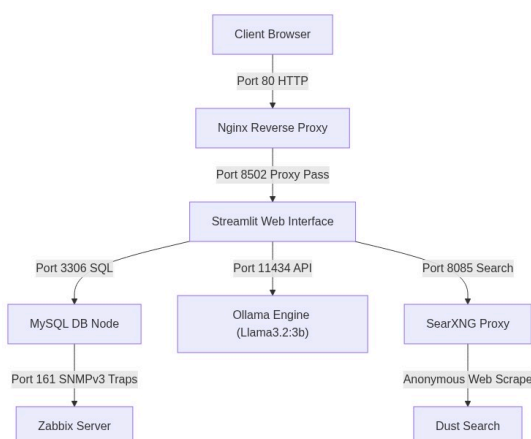 Client Browser
Port 80 HTTP
Nginx Reverse Proxy
Port 8502 Proxy Pass
Streamlit Web Interface
Port 3306 SQL
Port 11434 API
Port 8085 Search
MySQL DB Node
Ollama Engine
(Llama3.2:3b)
SearXNG Proxy
Port 161 SNMPv3 Traps
Anonymous Web Scrape
Zabbix Server
Dust Search